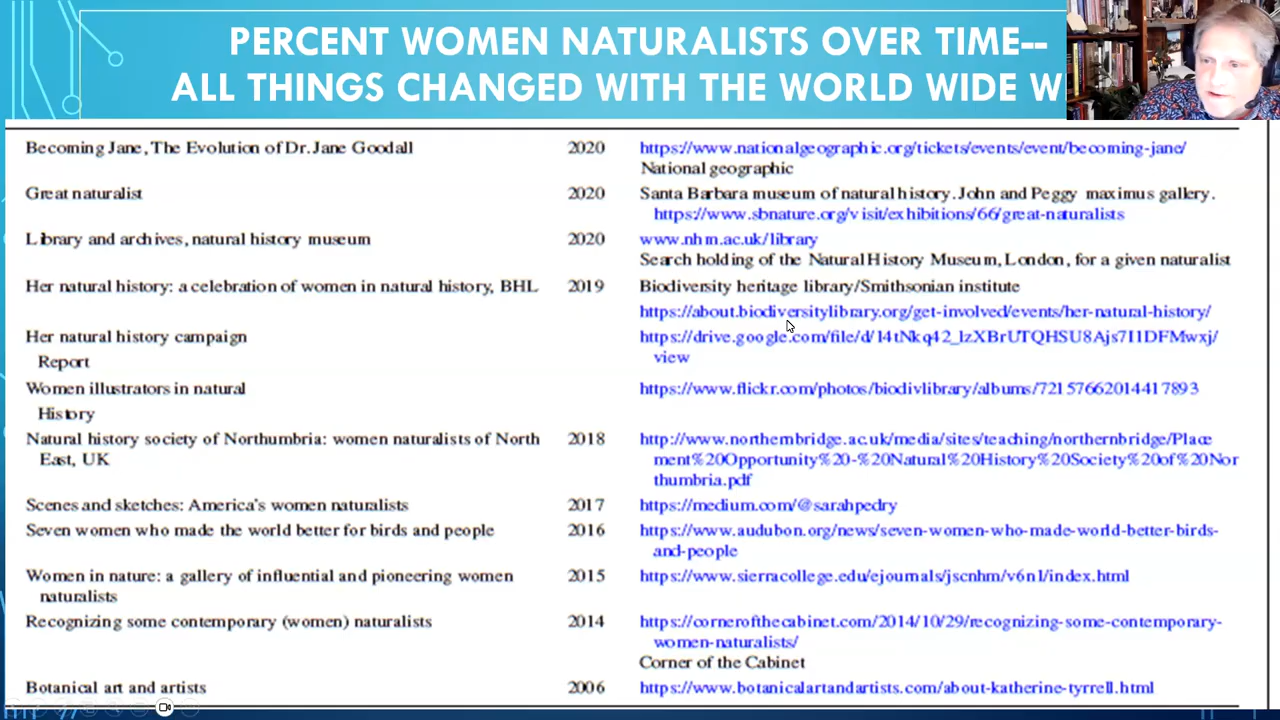 PERCENT WOMEN NATURALISTS OVER TIME--
ALL THINGS CHANGED WITH THE WORLD WIDE W
Becoming Jane, The Evolution of Dr. Jane Goodall 2020 https://www.nationalgeographic.org/tickets/events/event/becoming-jane/
National geographic
Great naturalist 2020 Santa Barbara museum of natural history. John and Peggy maximus gallery.
https://www.sbnature.org/visit/exhibitions/66/great-naturalists
Library and archives, natural history museum 2020 www.nhm.ac.uk/library
Search holding of the Natural History Museum, London, for a given naturalist
Her natural history: a celebration of women in natural history, BHL 2019 Biodiversity heritage library/Smithsonian institute
https://about.biodiversitylibrary.org/get-involved/events/her-natural-history/
Her natural history campaign https://drive.google.com/file/d/14tNkq42_lzXBrUTQHSU8Ajs7I1DFMwxj/
Report view
Women illustrators in natural https://www.flickr.com/photos/biodivlibrary/albums/72157662014417893
History
Natural history society of Northumbria: women naturalists of North 2018 http://www.northernbridge.ac.uk/media/sites/teaching/northernbridge/Place
East, UK ment%20Opportunity%20-%20Natural%20History%20Society%20of%20Nor
thumbria.pdf
Scenes and sketches: America's women naturalists 2017 https://medium.com/@sarahpedry
Seven women who made the world better for birds and people 2016 https://www.audubon.org/news/seven-women-who-made-world-better-birds-
and-people
Women in nature: a gallery of influential and pioneering women 2015 https://www.sierracollege.edu/ejournals/jscnhm/v6n1/index.html
naturalists
Recognizing some contemporary (women) naturalists 2014 https://cornerofthecabinet.com/2014/10/29/recognizing-some-contemporary-
women-naturalists/
Corner of the Cabinet
Botanical art and artists 2006 https://www.botanicalartandartists.com/about-katherine-tyrrell.html